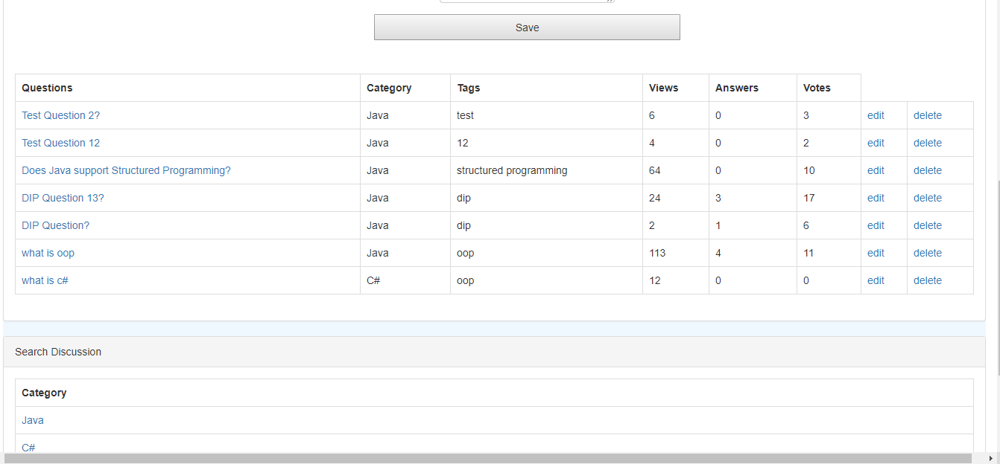 Save
Questions Category Tags Views Answers Votes
Test Question 2? Java test 6 0 3 edit delete
Test Question 12 Java 12 4 0 2 edit delete
Does Java support Structured Programming? Java structured programming 64 0 10 edit delete
DIP Question 13? Java dip 24 3 17 edit delete
DIP Question? Java dip 2 1 6 edit delete
what is oop Java oop 113 4 11 edit delete
what is c# C# oop 12 0 0 edit delete
Search Discussion
Category
Java
C#